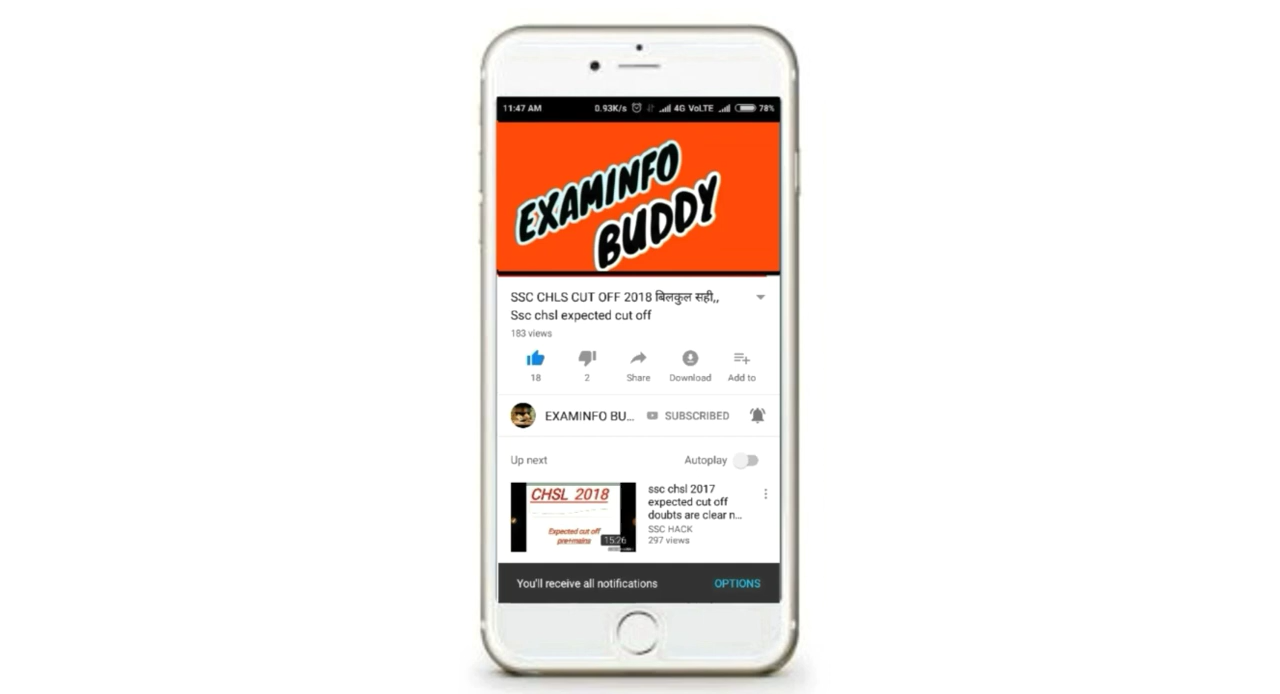 11:47 AM 0.93K/s 4G VoLTE 78%
EXAMINFO
BUDDY
SSC CHLS CUT OFF 2018 बिलकुल सही,,
Ssc chsl expected cut off
183 views
18 2 Share Download Add to
EXAMINFO BU... SUBSCRIBED
Up next Autoplay
CHSL 2018
Expected cut off
pre+mains
15:26
ssc chsl 2017
expected cut off
doubts are clear n...
SSC HACK
297 views
You'll receive all notifications OPTIONS